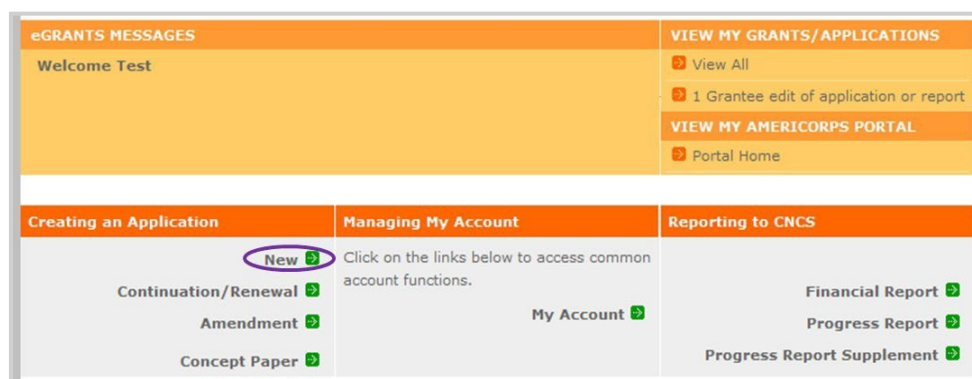 eGRANTS MESSAGES
Welcome Test
VIEW MY GRANTS/APPLICATIONS
View All
1 Grantee edit of application or report
VIEW MY AMERICORPS PORTAL
Portal Home
Creating an Application
New
Continuation/Renewal
Amendment
Concept Paper
Managing My Account
Click on the links below to access common
account functions.
My Account
Reporting to CNCS
Financial Report
Progress Report
Progress Report Supplement